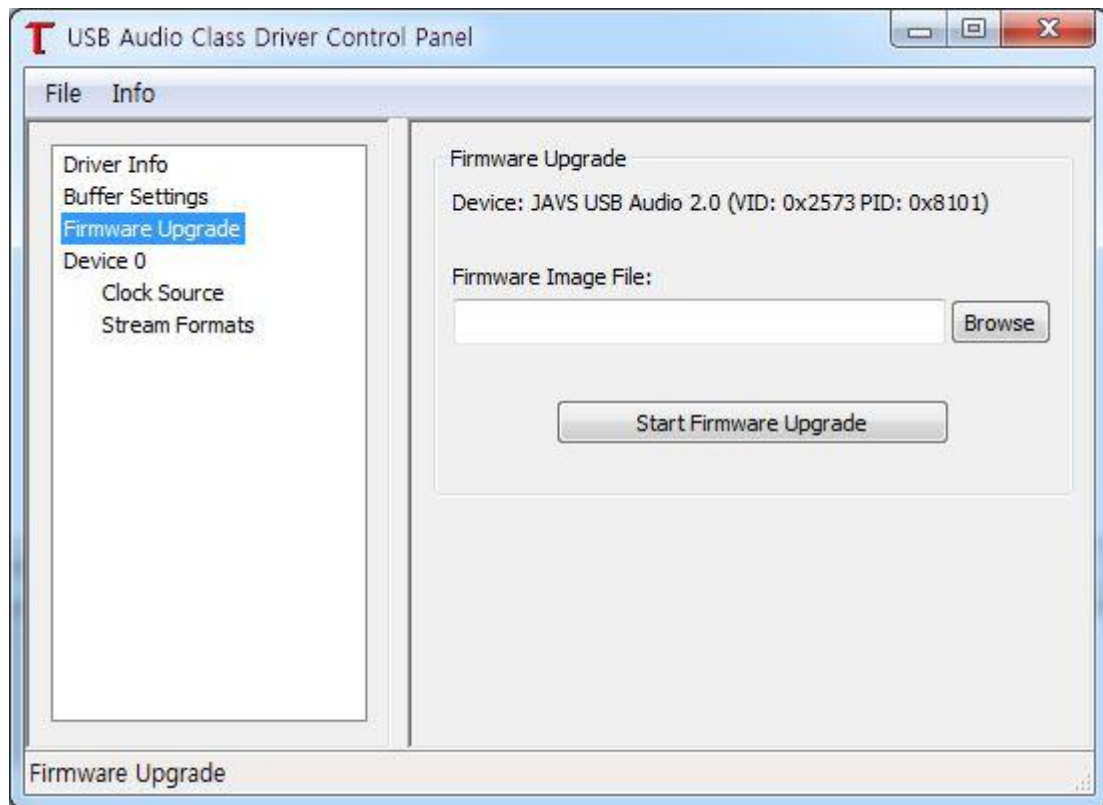 USB Audio Class Driver Control Panel
File Info
Driver Info
Buffer Settings
Firmware Upgrade
Device 0
Clock Source
Stream Formats
Firmware Upgrade
Device: JAVS USB Audio 2.0 (VID: 0x2573 PID: 0x8101)
Firmware Image File:
Browse
Start Firmware Upgrade
Firmware Upgrade